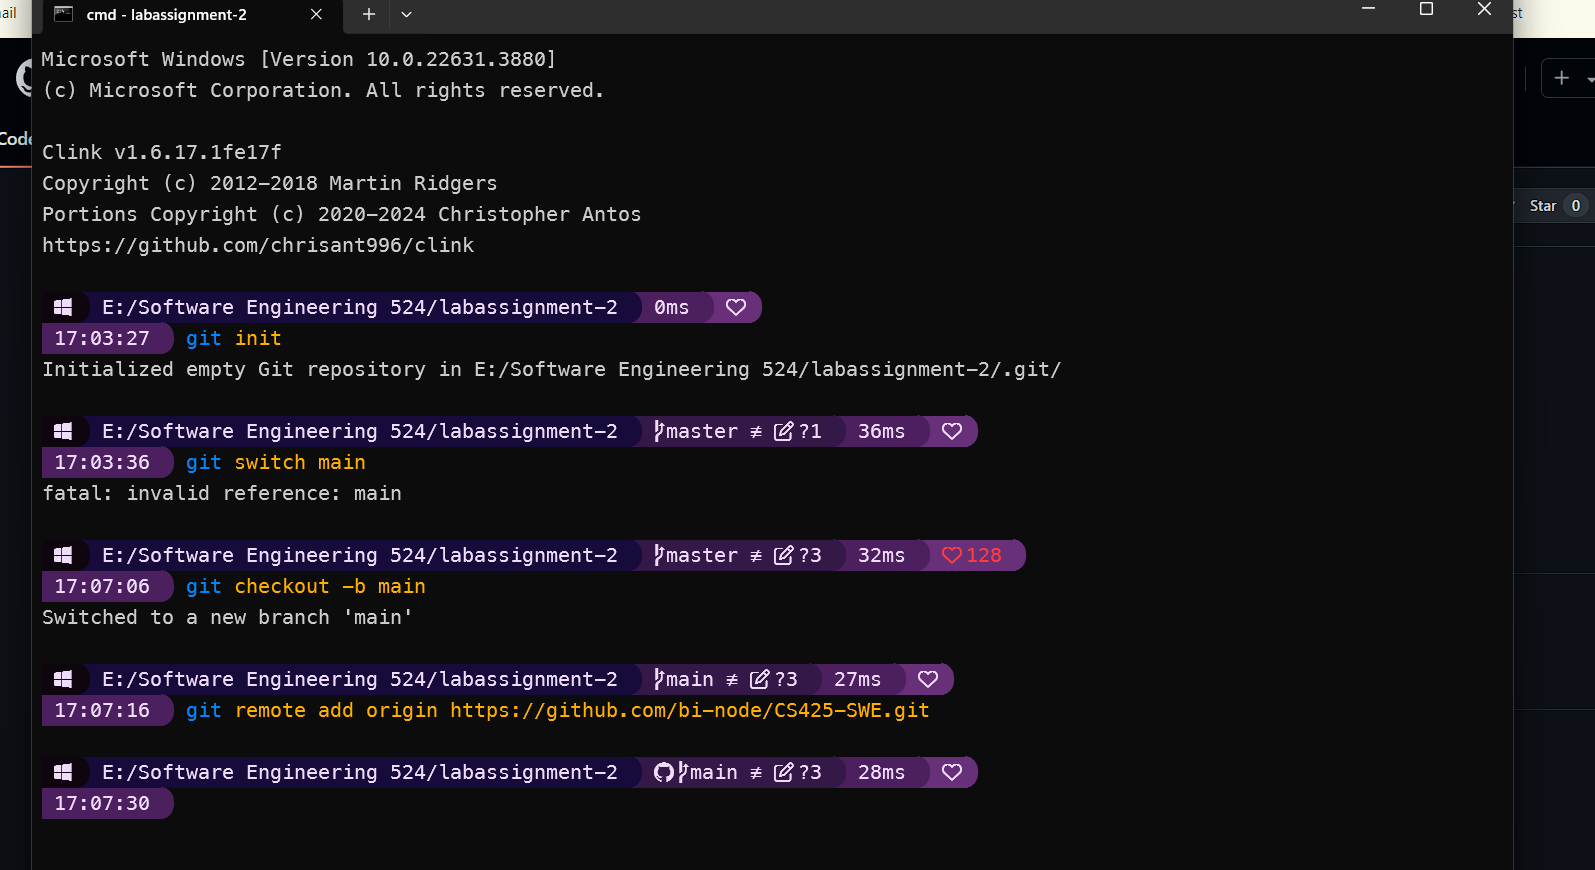 ail
cmd - labassignment-2
st
Microsoft Windows [Version 10.0.22631.3880]
(c) Microsoft Corporation. All rights reserved.
Code
Clink v1.6.17.1fe17f
Copyright (c) 2012-2018 Martin Ridgers
Portions Copyright (c) 2020-2024 Christopher Antos
Star 0
https://github.com/chrisant996/clink
E:/Software Engineering 524/labassignment-2 0ms
17:03:27 git init
Initialized empty Git repository in E:/Software Engineering 524/labassignment-2/.git/
E:/Software Engineering 524/labassignment-2 master ≢ ?1 36ms
17:03:36 git switch main
fatal: invalid reference: main
E:/Software Engineering 524/labassignment-2 master ≢ ?3 32ms 128
17:07:06 git checkout -b main
Switched to a new branch 'main'
E:/Software Engineering 524/labassignment-2 main ≢ ?3 27ms
17:07:16 git remote add origin https://github.com/bi-node/CS425-SWE.git
E:/Software Engineering 524/labassignment-2 main ≢ ?3 28ms
17:07:30